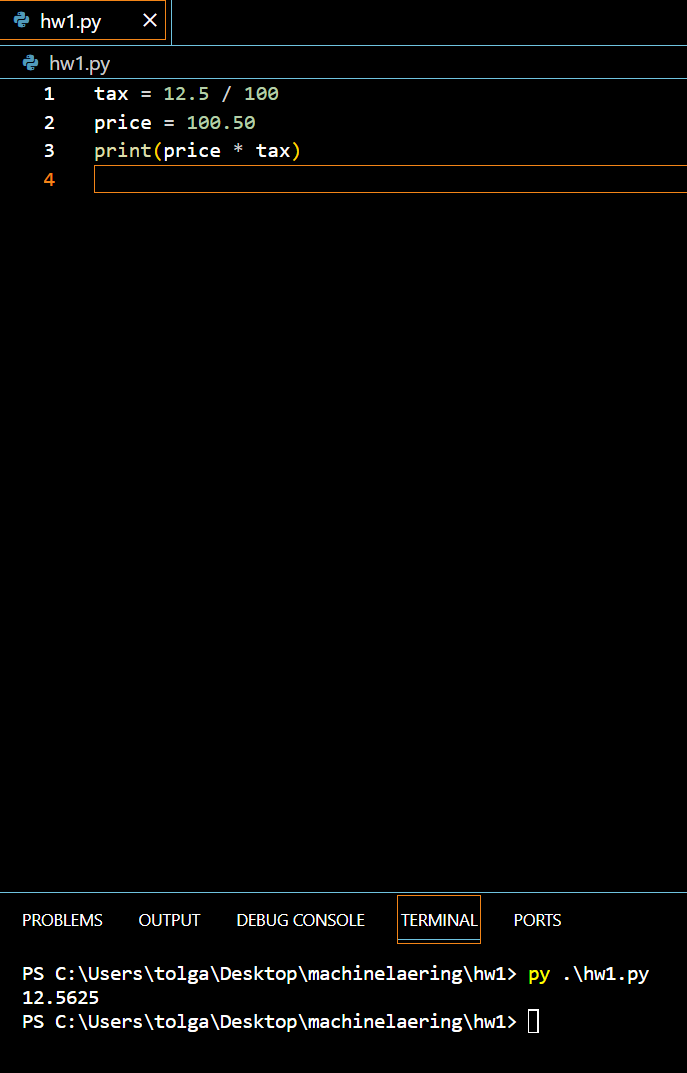 hw1.py
hw1.py
1 tax = 12.5 / 100
2 price = 100.50
3 print(price * tax)
4
PROBLEMS OUTPUT DEBUG CONSOLE TERMINAL PORTS
PS C:\Users\tolga\Desktop\machinelaering\hw1> py .\hw1.py
12.5625
PS C:\Users\tolga\Desktop\machinelaering\hw1>